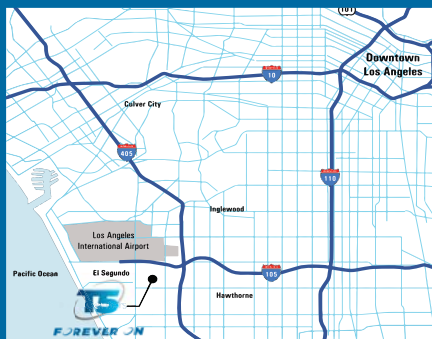 101
Downtown
Los Angeles
10
Culver City
405
110
Inglewood
Los Angeles
International Airport
Pacific Ocean
El Segundo
105
Hawthorne
T5
FOREVER ON